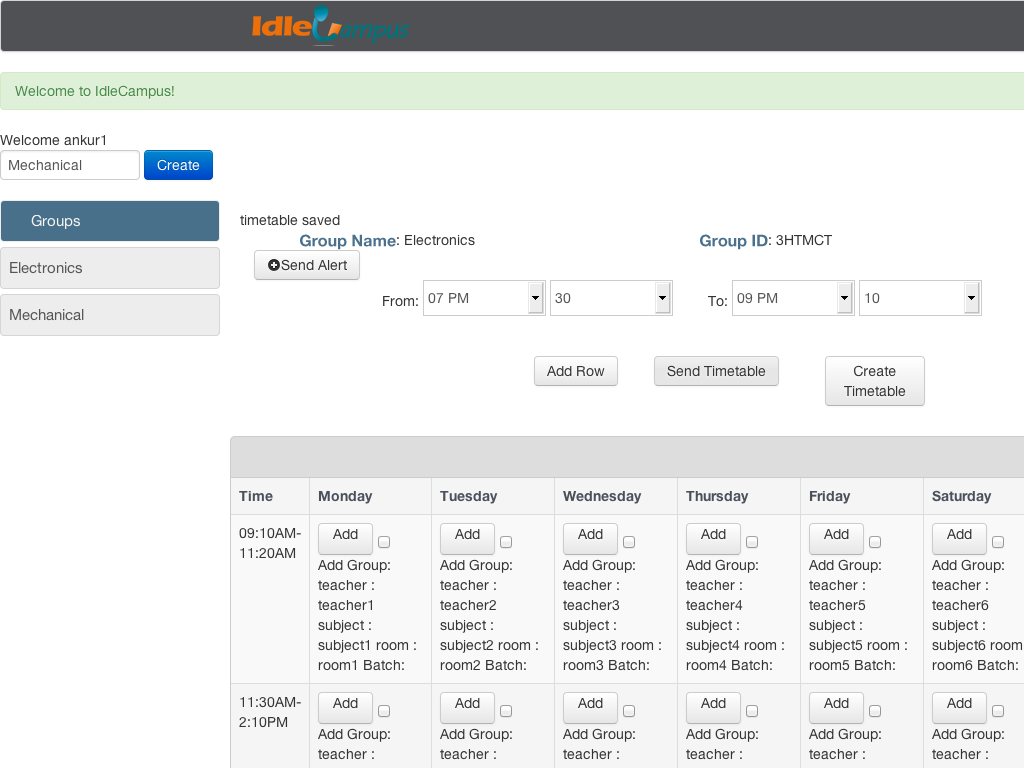 IdleCampus
Welcome to IdleCampus!
Welcome ankur1
Mechanical Create
Groups
Electronics
Mechanical
timetable saved
Group Name: Electronics Group ID: 3HTMCT
Send Alert
From: 07 PM 30 To: 09 PM 10
Add Row Send Timetable Create
Timetable
Time Monday Tuesday Wednesday Thursday Friday Saturday
09:10AM- Add Add Add Add Add Add
11:20AM
Add Group: Add Group: Add Group: Add Group: Add Group: Add Group:
teacher : teacher : teacher : teacher : teacher : teacher :
teacher1 teacher2 teacher3 teacher4 teacher5 teacher6
subject : subject : subject : subject : subject : subject :
subject1 room : subject2 room : subject3 room : subject4 room : subject5 room : subject6 room
room1 Batch: room2 Batch: room3 Batch: room4 Batch: room5 Batch: room6 Batch:
11:30AM- Add Add Add Add Add Add
2:10PM
Add Group: Add Group: Add Group: Add Group: Add Group: Add Group:
teacher : teacher : teacher : teacher : teacher : teacher :